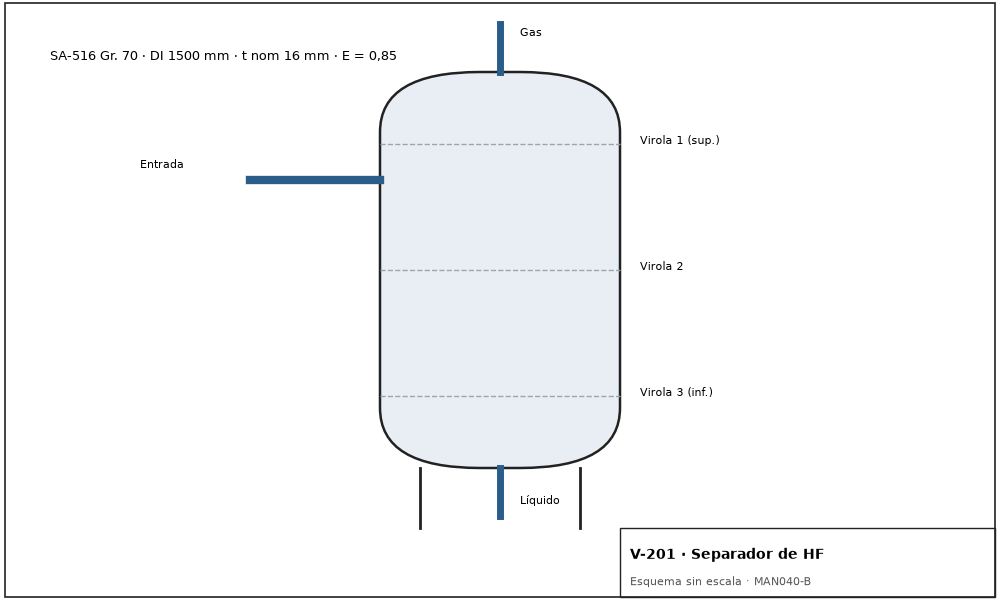 Gas
SA-516 Gr. 70 · DI 1500 mm · t nom 16 mm · E = 0,85
Virola 1 (sup.)
Entrada
Virola 2
Virola 3 (inf.)
Líquido
V-201 · Separador de HF
Esquema sin escala · MAN040-B